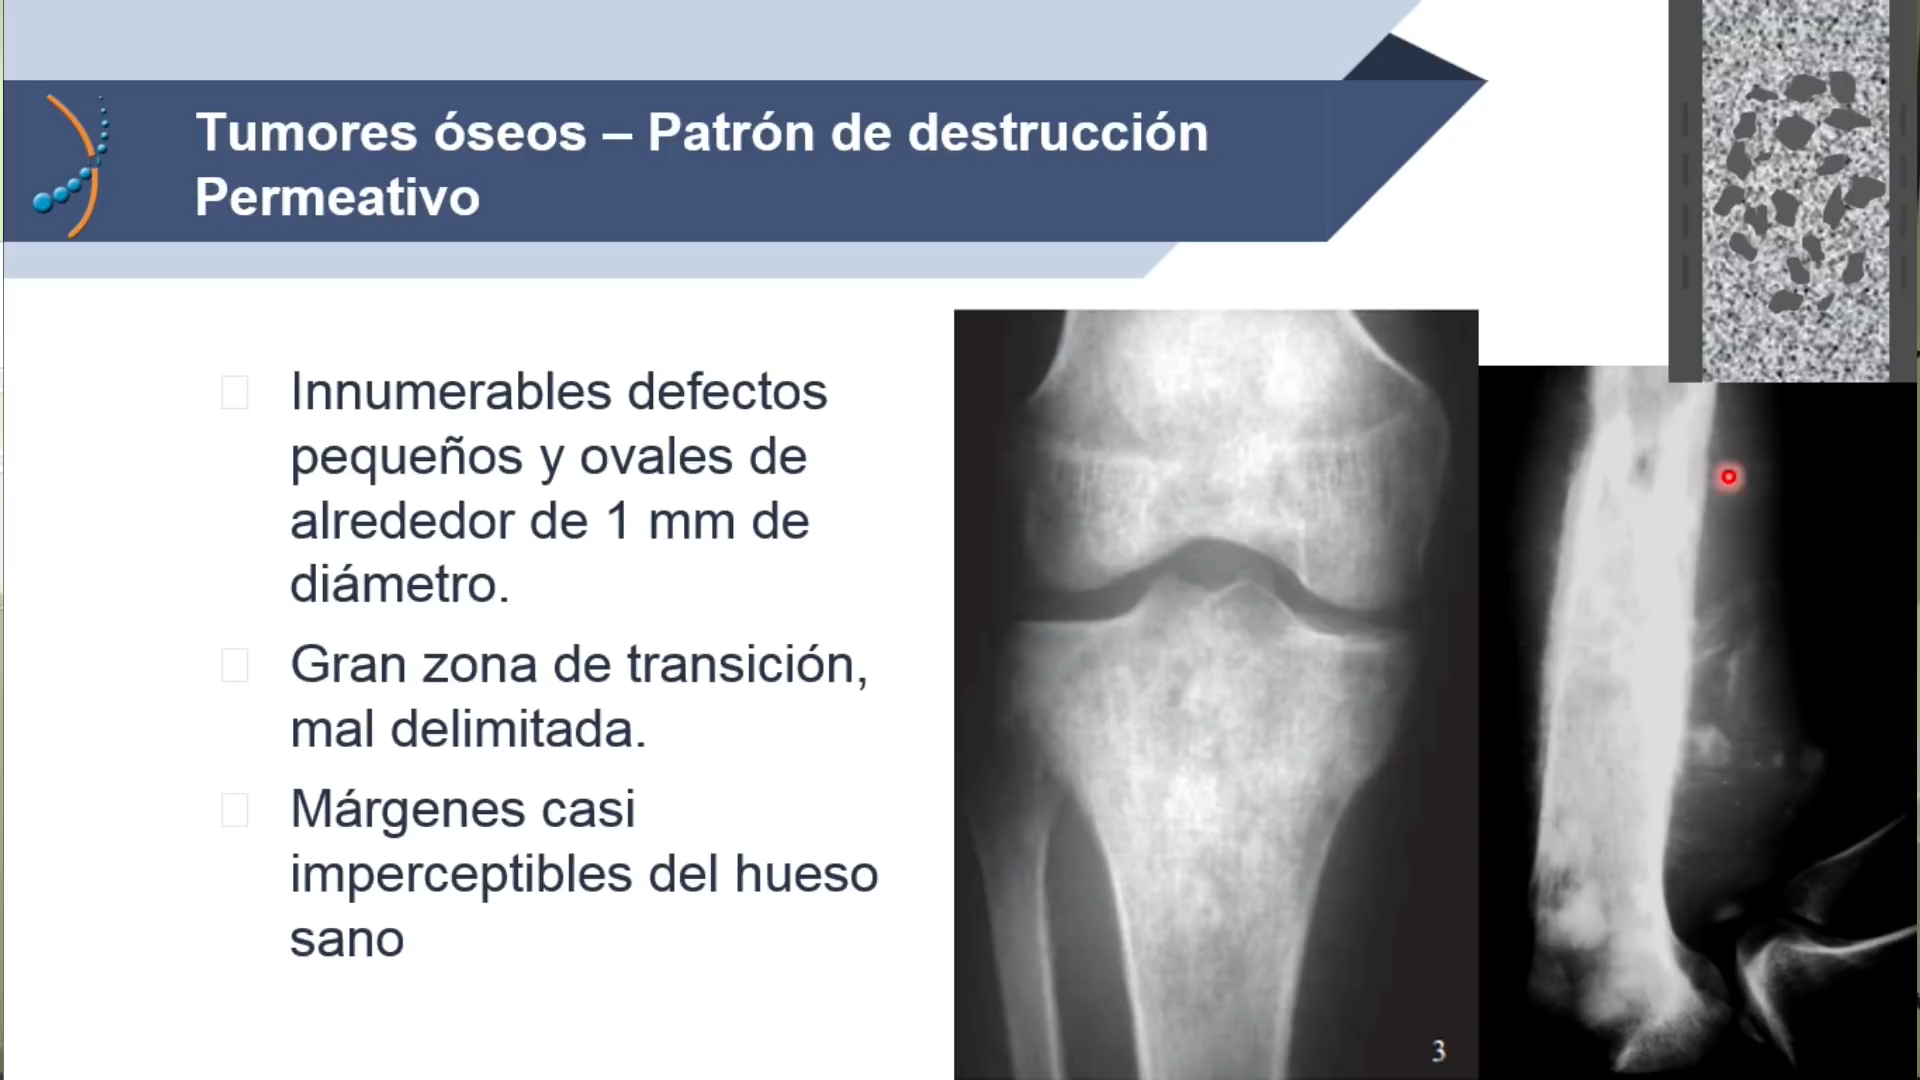 Tumores óseos – Patrón de destrucción
Permeativo
Innumerables defectos
pequeños y ovales de
alrededor de 1 mm de
diámetro.
Gran zona de transición,
mal delimitada.
Márgenes casi
imperceptibles del hueso
sano
3